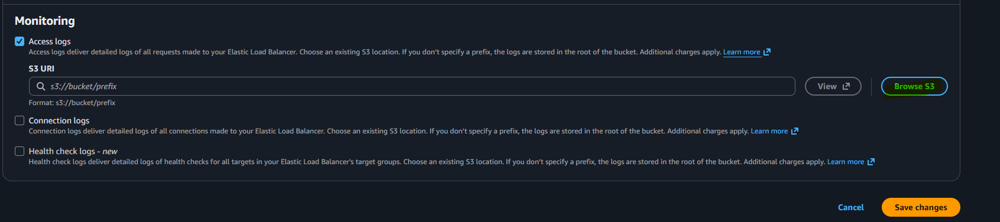 Monitoring
Access logs
Access logs deliver detailed logs of all requests made to your Elastic Load Balancer. Choose an existing S3 location. If you don't specify a prefix, the logs are stored in the root of the bucket. Additional charges apply. Learn more
S3 URI
s3://bucket/prefix View Browse S3
Format: s3://bucket/prefix
Connection logs
Connection logs deliver detailed logs of all connections made to your Elastic Load Balancer. Choose an existing S3 location. If you don't specify a prefix, the logs are stored in the root of the bucket. Additional charges apply. Learn more
Health check logs - new
Health check logs deliver detailed logs of health checks for all targets in your Elastic Load Balancer's target groups. Choose an existing S3 location. If you don't specify a prefix, the logs are stored in the root of the bucket. Additional charges apply. Learn more
Cancel Save changes